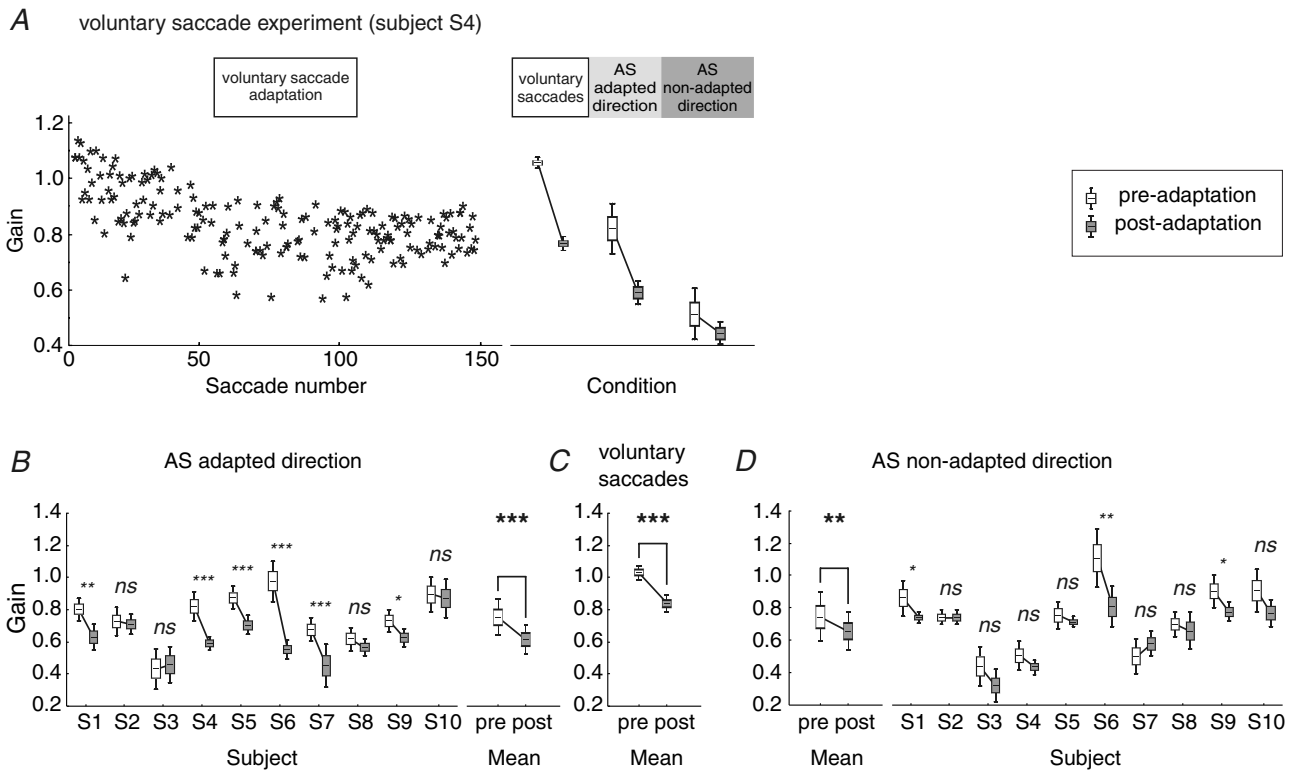 A voluntary saccade experiment (subject S4)
voluntary saccade
adaptation
voluntary
saccades
AS
adapted
direction
AS
non-adapted
direction
1.2
1.0
0.8
0.6
0.4
Gain
0 50 100 150
Saccade number
Condition
pre-adaptation
post-adaptation
B AS adapted direction
1.4
1.2
1.0
0.8
0.6
0.4
0.2
Gain
** ns ns *** *** *** *** ns * ns
S1 S2 S3 S4 S5 S6 S7 S8 S9 S10
Subject
***
pre post
Mean
C voluntary
saccades
1.4
1.2
1.0
0.8
0.6
0.4
0.2
***
pre post
Mean
D AS non-adapted direction
1.4
1.2
1.0
0.8
0.6
0.4
0.2
**
pre post
Mean
* ns ns ns ns ** ns ns * ns
S1 S2 S3 S4 S5 S6 S7 S8 S9 S10
Subject